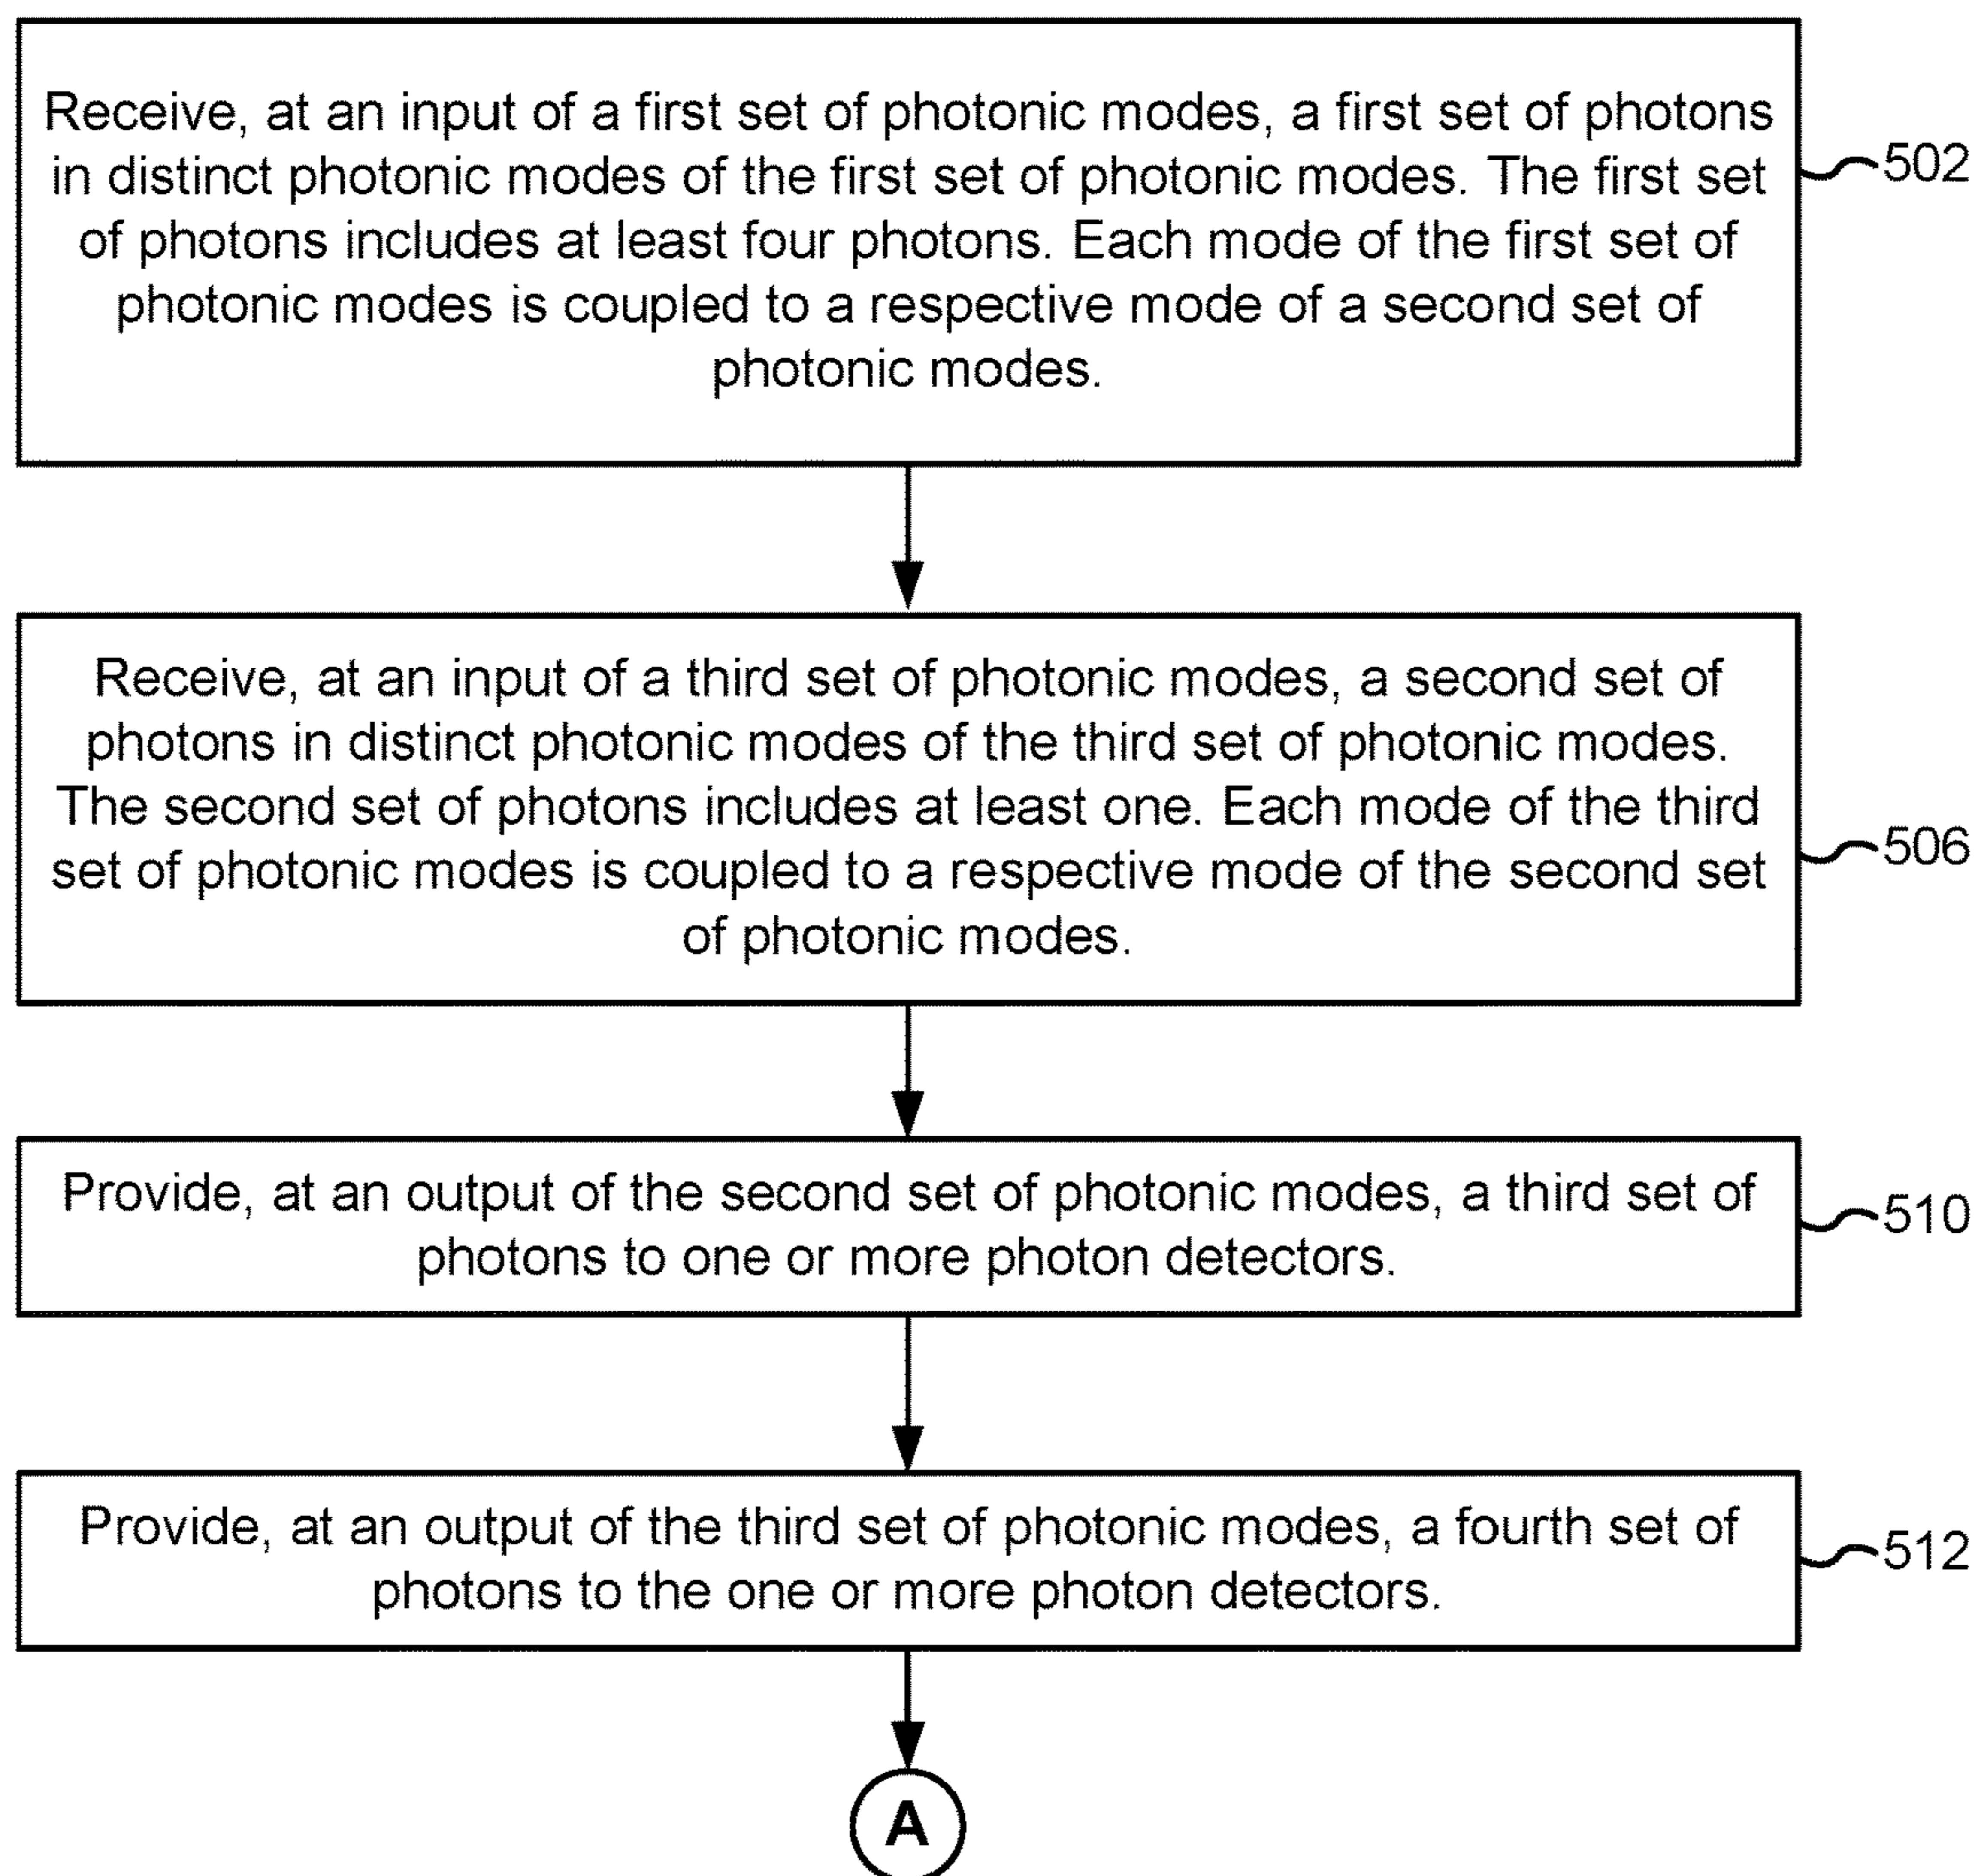 Receive, at an input of a first set of photonic modes, a first set of photons
in distinct photonic modes of the first set of photonic modes. The first set
of photons includes at least four photons. Each mode of the first set of
photonic modes is coupled to a respective mode of a second set of
photonic modes.
502
Receive, at an input of a third set of photonic modes, a second set of
photons in distinct photonic modes of the third set of photonic modes.
The second set of photons includes at least one. Each mode of the third
set of photonic modes is coupled to a respective mode of the second set
of photonic modes.
506
Provide, at an output of the second set of photonic modes, a third set of
photons to one or more photon detectors.
510
Provide, at an output of the third set of photonic modes, a fourth set of
photons to the one or more photon detectors.
512
A